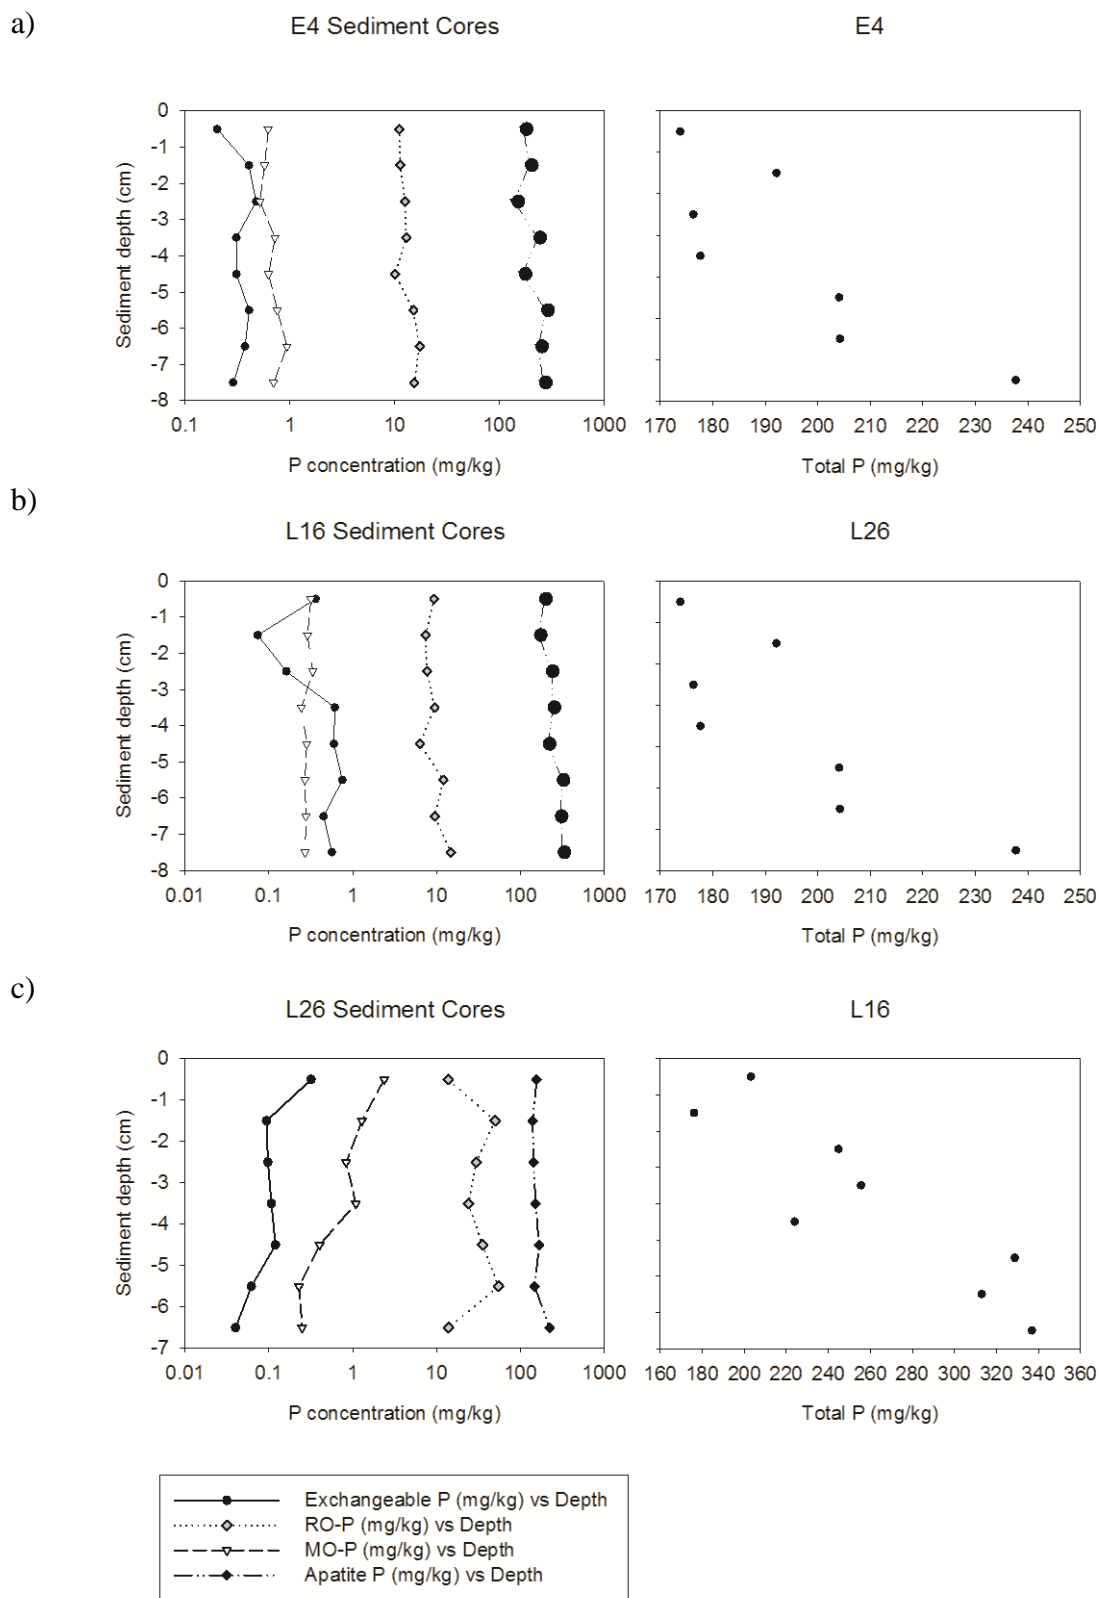 a)
E4 Sediment Cores
E4
0
-1
-2
-3
-4
-5
-6
-7
-8
Sediment depth (cm)
0.1 1 10 100 1000
170 180 190 200 210 220 230 240 250
P concentration (mg/kg)
Total P (mg/kg)
b)
L16 Sediment Cores
L26
0
-1
-2
-3
-4
-5
-6
-7
-8
Sediment depth (cm)
0.01 0.1 1 10 100 1000
170 180 190 200 210 220 230 240 250
P concentration (mg/kg)
Total P (mg/kg)
c)
L26 Sediment Cores
L16
0
-1
-2
-3
-4
-5
-6
-7
Sediment depth (cm)
0.01 0.1 1 10 100 1000
160 180 200 220 240 260 280 300 320 340 360
P concentration (mg/kg)
Total P (mg/kg)
Exchangeable P (mg/kg) vs Depth
RO-P (mg/kg) vs Depth
MO-P (mg/kg) vs Depth
Apatite P (mg/kg) vs Depth